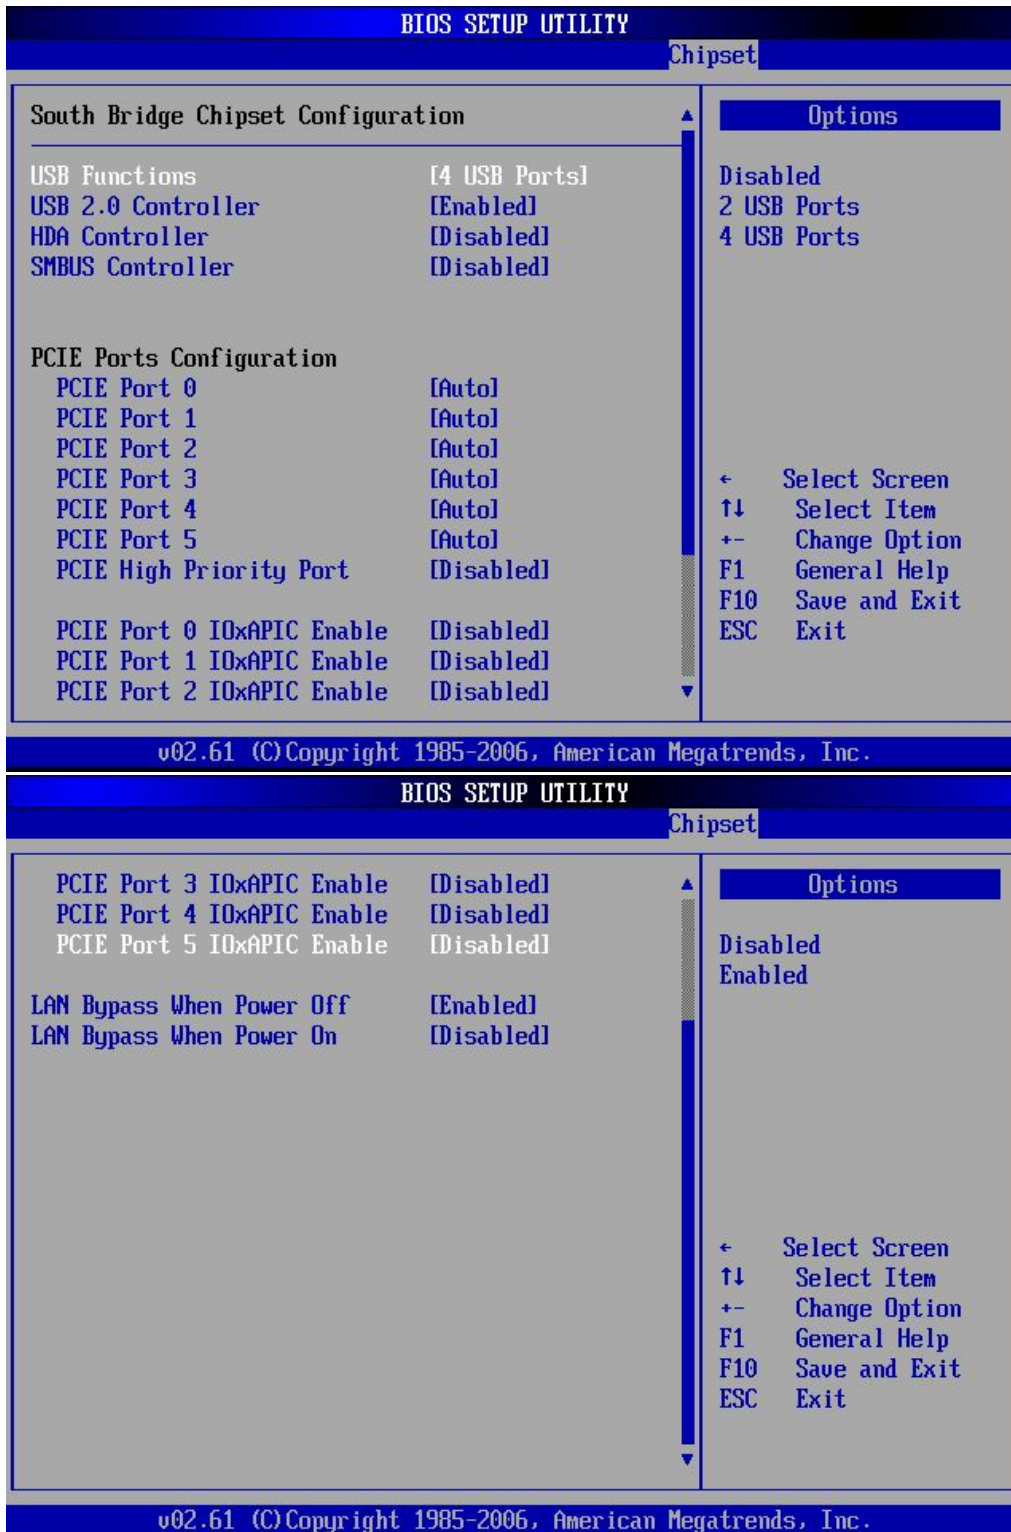 BIOS SETUP UTILITY
Chipset
South Bridge Chipset Configuration
USB Functions [4 USB Ports]
USB 2.0 Controller [Enabled]
HDA Controller [Disabled]
SMBUS Controller [Disabled]
PCIE Ports Configuration
PCIE Port 0 [Auto]
PCIE Port 1 [Auto]
PCIE Port 2 [Auto]
PCIE Port 3 [Auto]
PCIE Port 4 [Auto]
PCIE Port 5 [Auto]
PCIE High Priority Port [Disabled]
PCIE Port 0 IOxAPIC Enable [Disabled]
PCIE Port 1 IOxAPIC Enable [Disabled]
PCIE Port 2 IOxAPIC Enable [Disabled]
Options
Disabled
2 USB Ports
4 USB Ports
← Select Screen
↑↓ Select Item
+- Change Option
F1 General Help
F10 Save and Exit
ESC Exit
v02.61 (C)Copyright 1985-2006, American Megatrends, Inc.
BIOS SETUP UTILITY
Chipset
PCIE Port 3 IOxAPIC Enable [Disabled]
PCIE Port 4 IOxAPIC Enable [Disabled]
PCIE Port 5 IOxAPIC Enable [Disabled]
LAN Bypass When Power Off [Enabled]
LAN Bypass When Power On [Disabled]
Options
Disabled
Enabled
← Select Screen
↑↓ Select Item
+- Change Option
F1 General Help
F10 Save and Exit
ESC Exit
v02.61 (C)Copyright 1985-2006, American Megatrends, Inc.